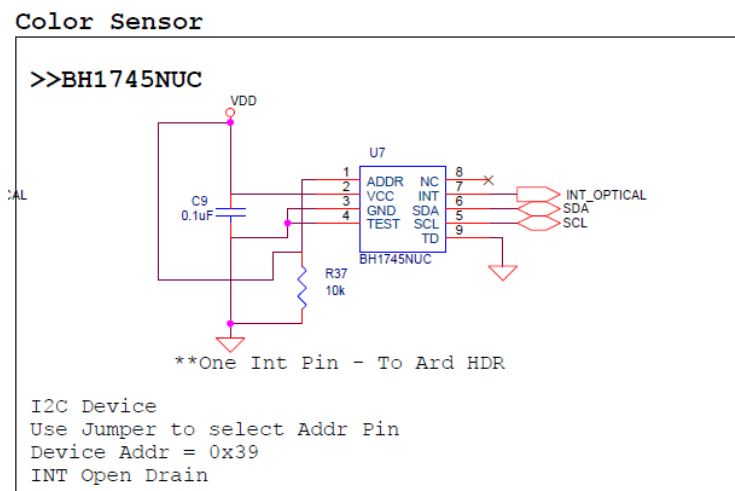 Color Sensor
>>BH1745NUC
VDD
U7
1
ADDR
NC
8
2
VCC
INT
7
INT_OPTICAL
3
GND
SDA
6
SDA
4
TEST
SCL
5
SCL
TD
9
BH1745NUC
CAL
C9
0.1uF
R37
10k
**One Int Pin - To Ard HDR
I2C Device
Use Jumper to select Addr Pin
Device Addr = 0x39
INT Open Drain